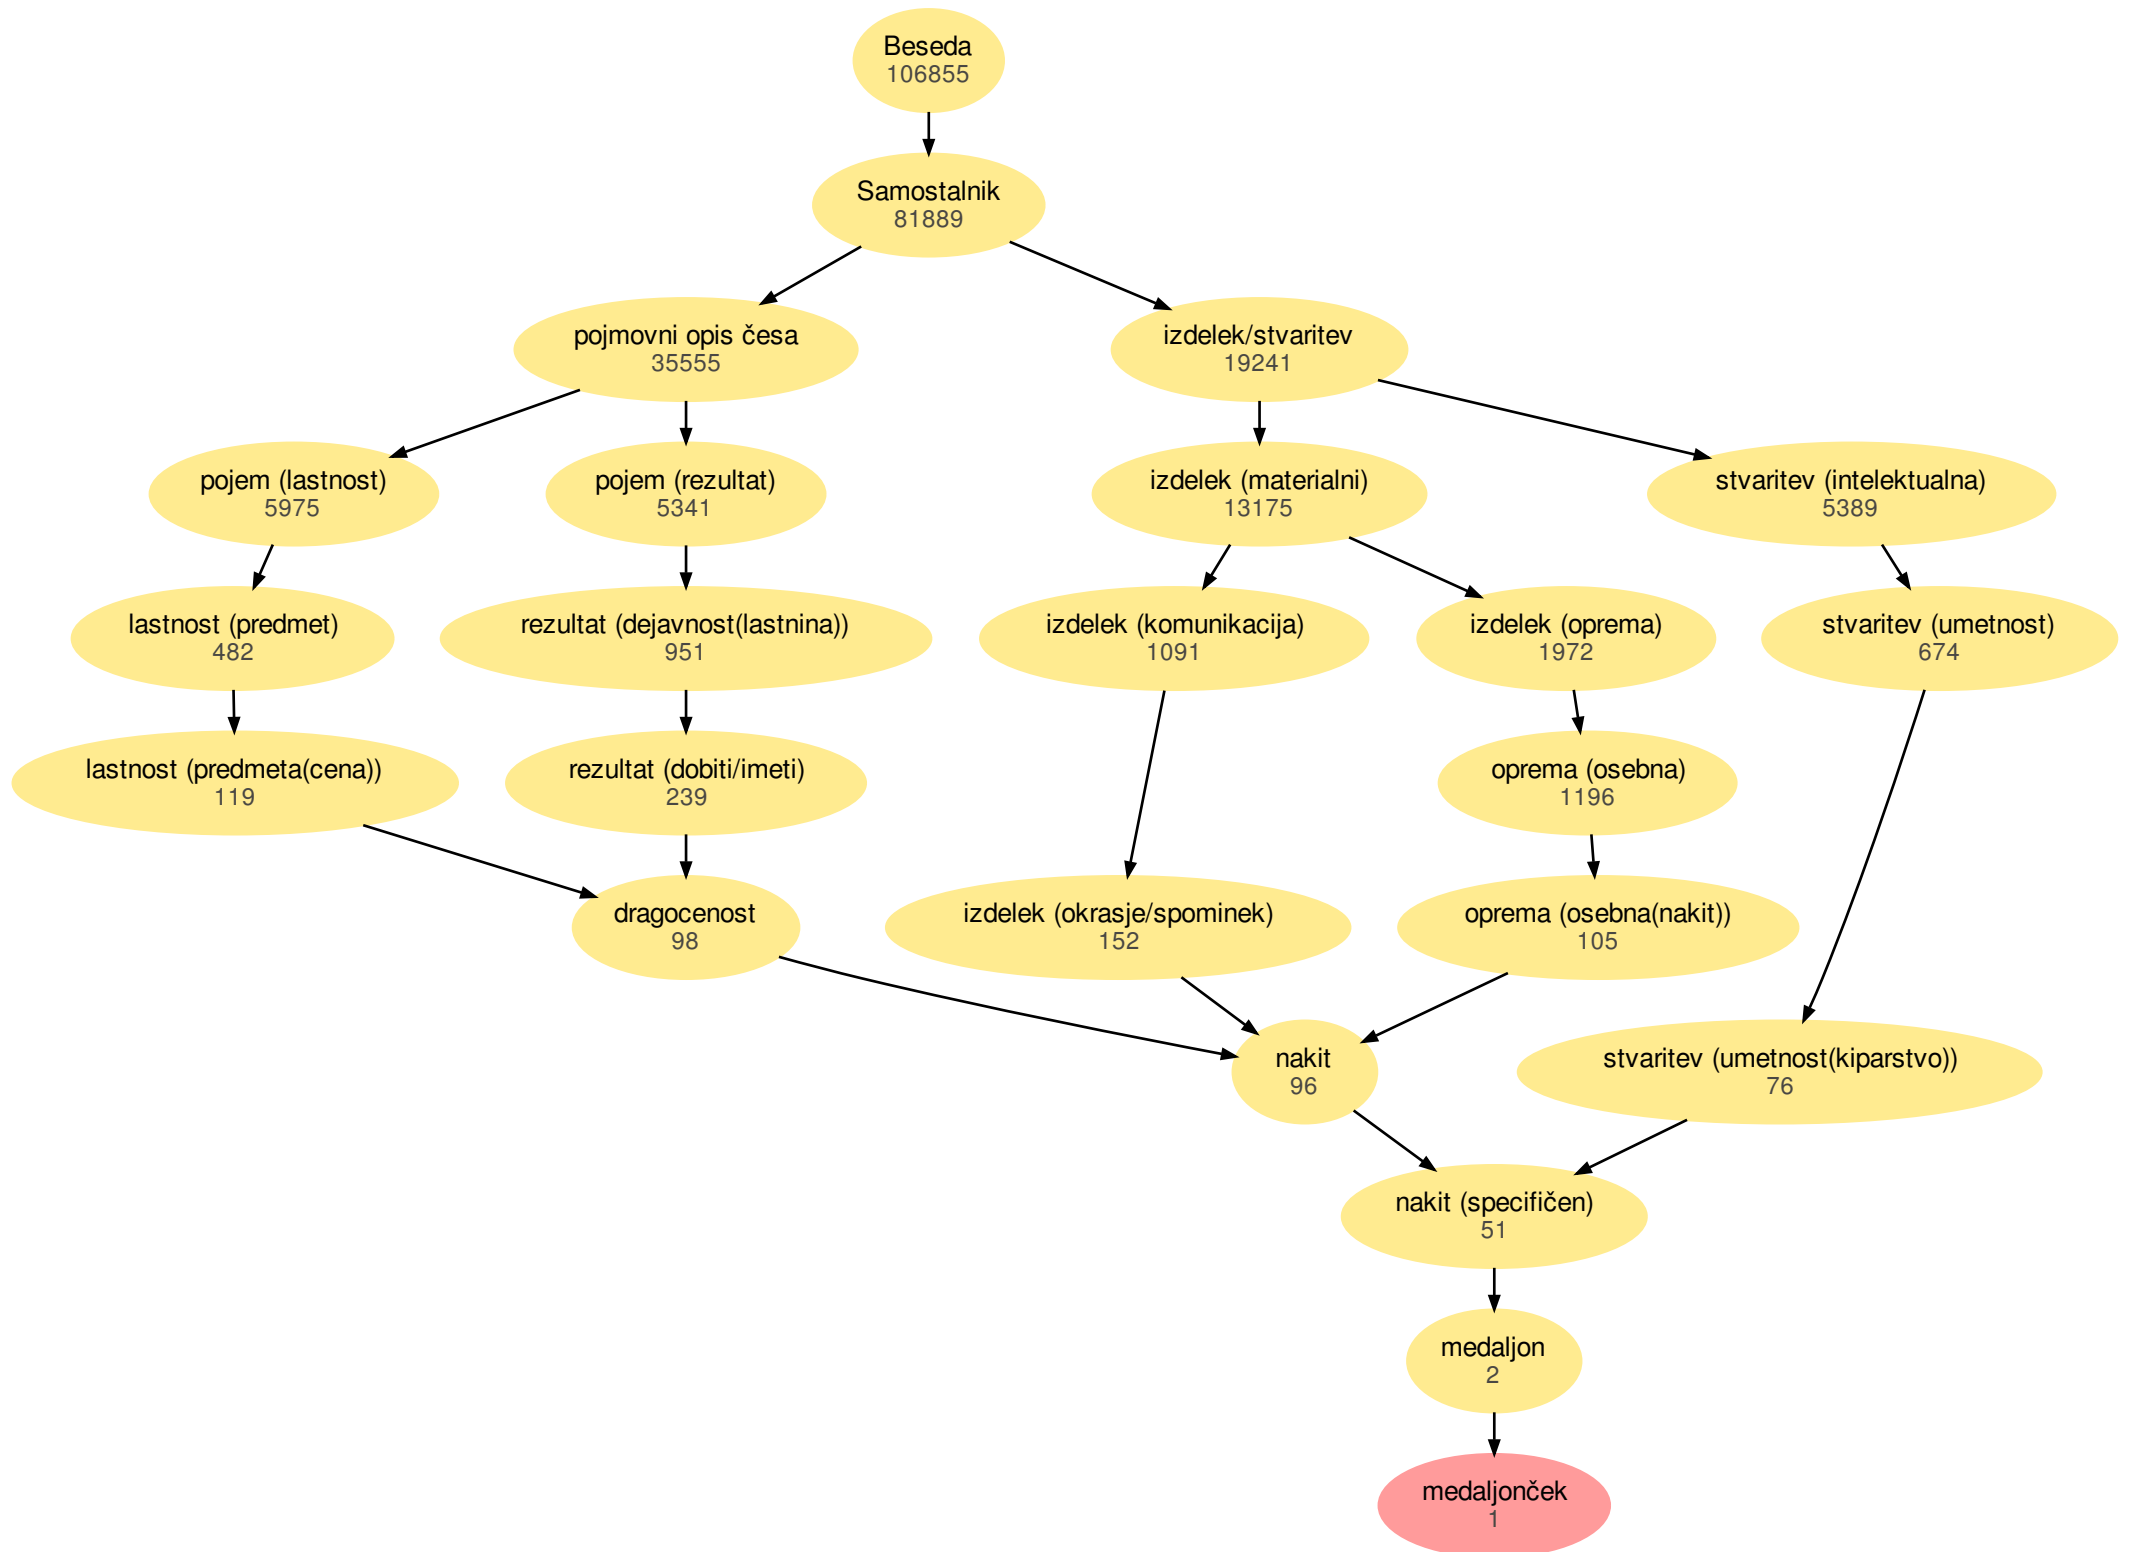 Beseda
106855
Samostalnik
81889
pojmovni opis česa
35555
izdelek/stvaritev
19241
pojem (lastnost)
5975
pojem (rezultat)
5341
izdelek (materialni)
13175
stvaritev (intelektualna)
5389
lastnost (predmet)
482
rezultat (dejavnost(lastnina))
951
izdelek (komunikacija)
1091
izdelek (oprema)
1972
stvaritev (umetnost)
674
lastnost (predmeta(cena))
119
rezultat (dobiti/imeti)
239
oprema (osebna)
1196
dragocenost
98
izdelek (okrasje/spominek)
152
oprema (osebna(nakit))
105
nakit
96
stvaritev (umetnost(kiparstvo))
76
nakit (specifičen)
51
medaljon
2
medaljonček
1